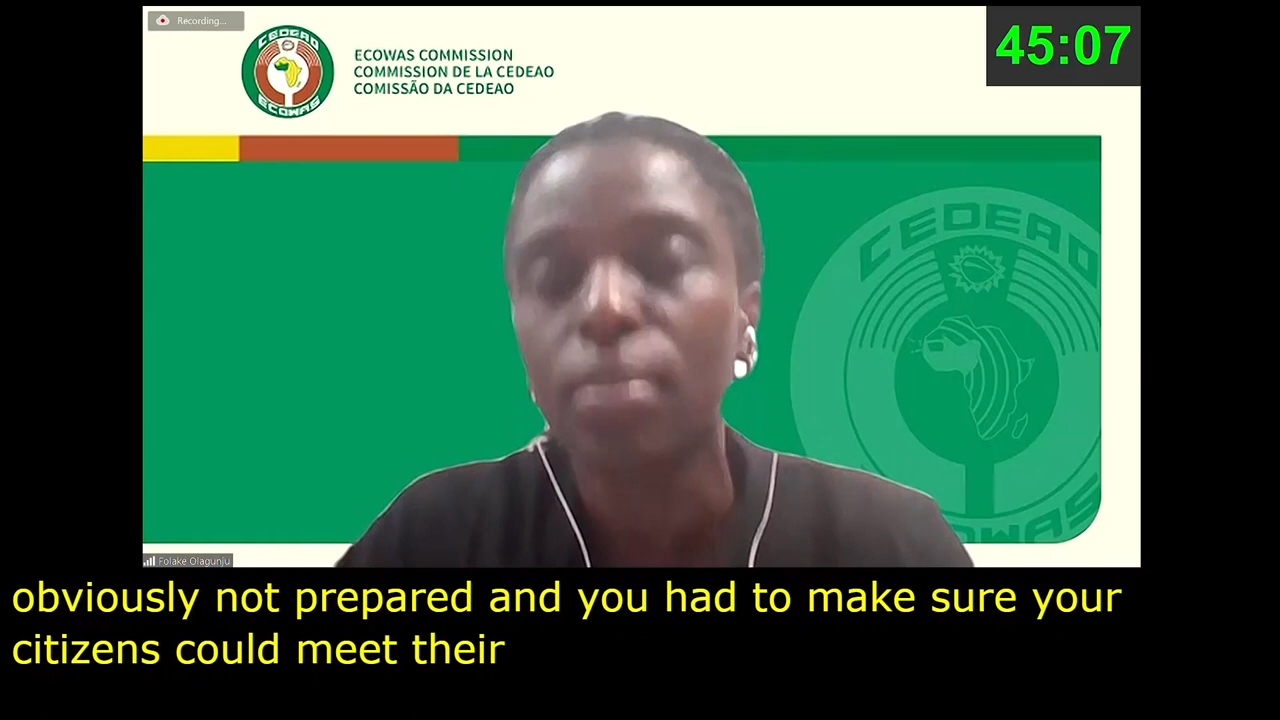 Recording...
CEDEAO
ECOWAS
ECOWAS COMMISSION
COMMISSION DE LA CEDEAO
COMISSÃO DA CEDEAO
45:07
CEDEAO
ECOWAS
Folake Olagunju
obviously not prepared and you had to make sure your
citizens could meet their